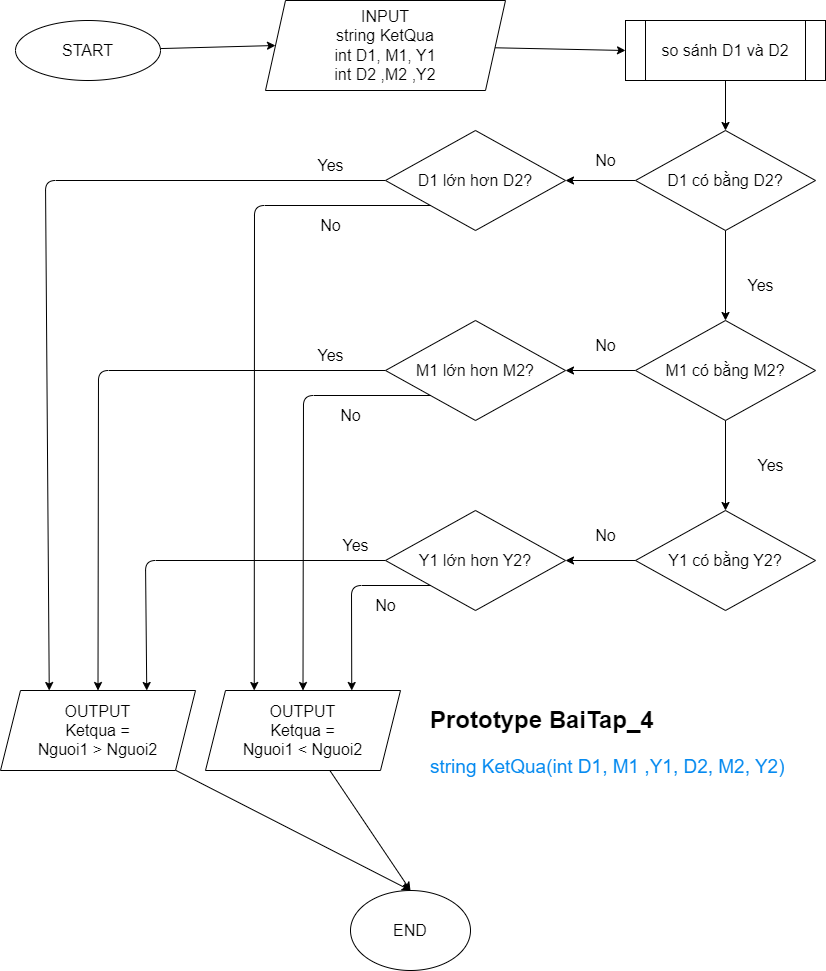 START
INPUT
string KetQua
int D1, M1, Y1
int D2 ,M2 ,Y2
so sánh D1 và D2
Yes
D1 lớn hơn D2?
No
D1 có bằng D2?
No
Yes
Yes
M1 lớn hơn M2?
No
M1 có bằng M2?
No
Yes
Yes
Y1 lớn hơn Y2?
No
Y1 có bằng Y2?
No
OUTPUT
Ketqua =
Nguoi1 > Nguoi2
OUTPUT
Ketqua =
Nguoi1 < Nguoi2
Prototype BaiTap_4
string KetQua(int D1, M1 ,Y1, D2, M2, Y2)
END